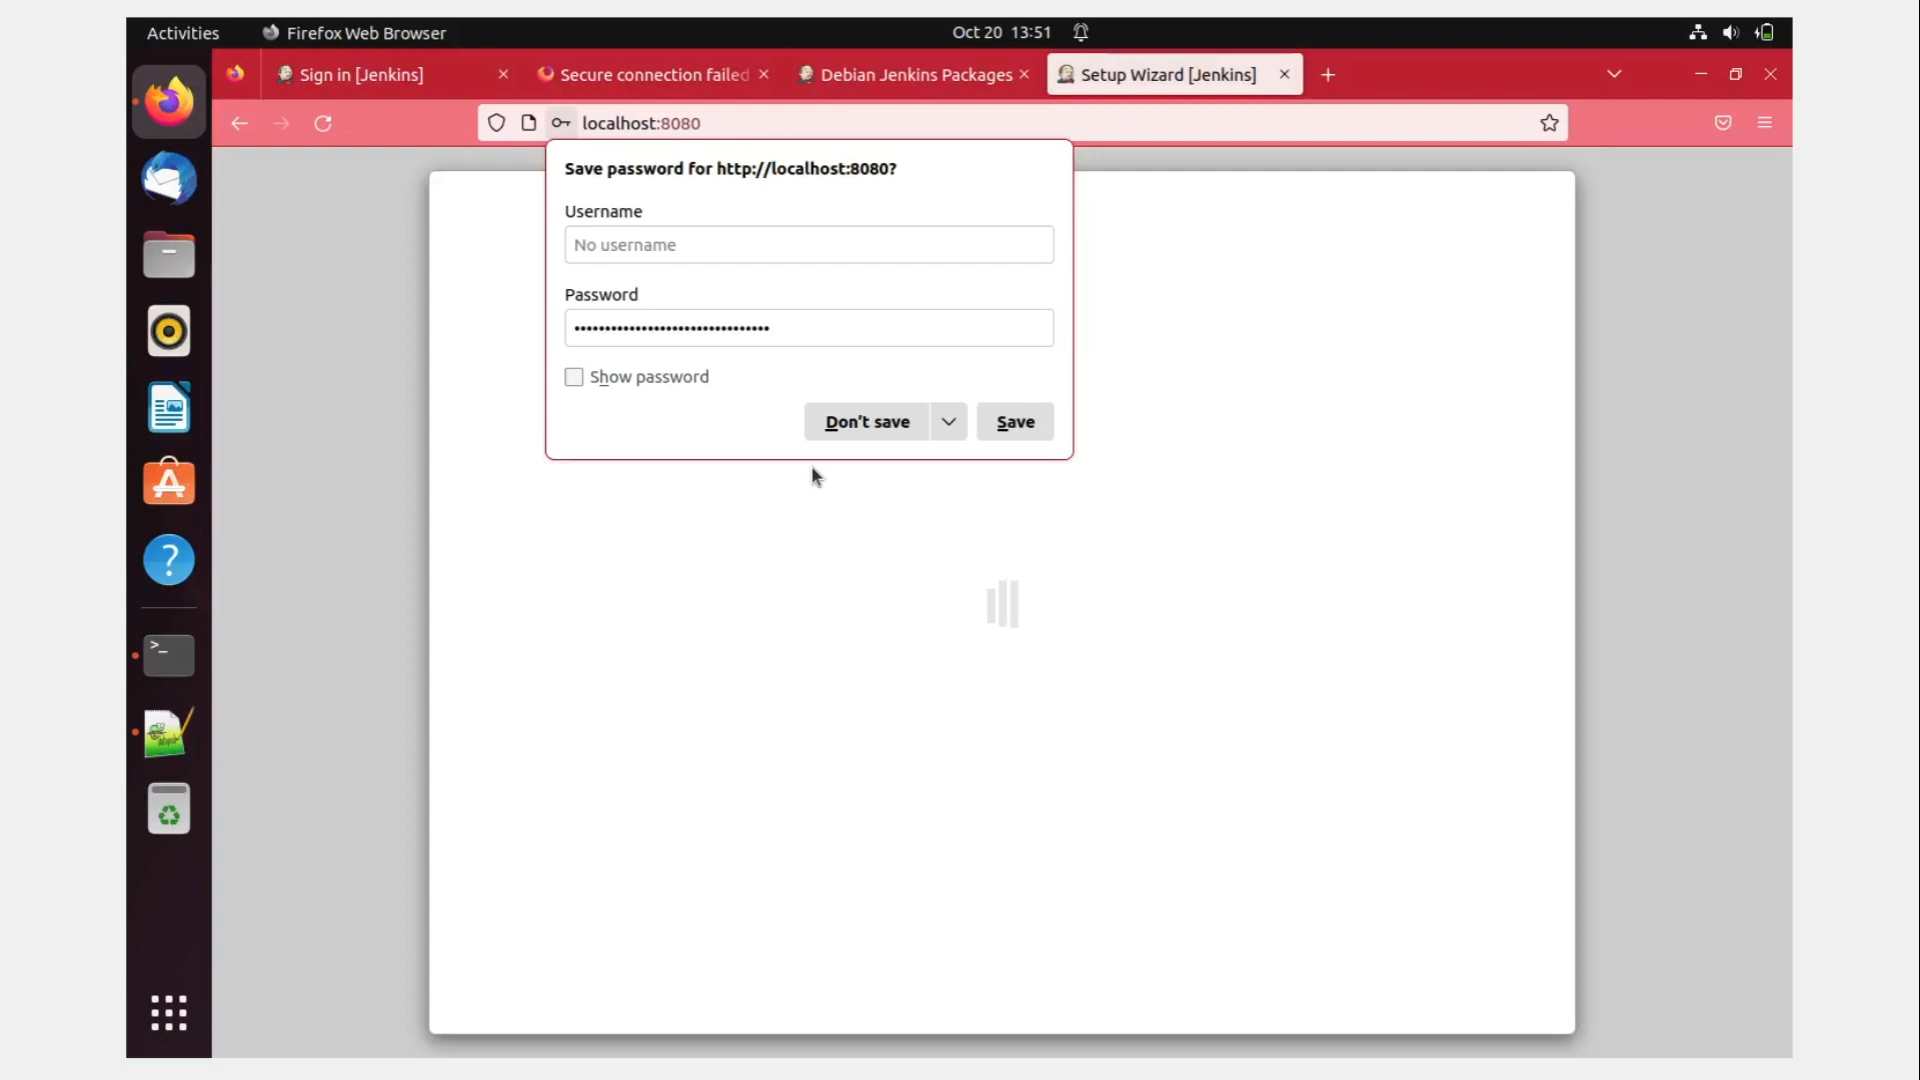 Activities Firefox Web Browser Oct 20 13:51
Sign in [Jenkins] Secure connection failed Debian Jenkins Packages Setup Wizard [Jenkins]
localhost:8080
Save password for http://localhost:8080?
Username
No username
Password
••••••••••••••••••••••••••••••••
Show password
Don't save Save